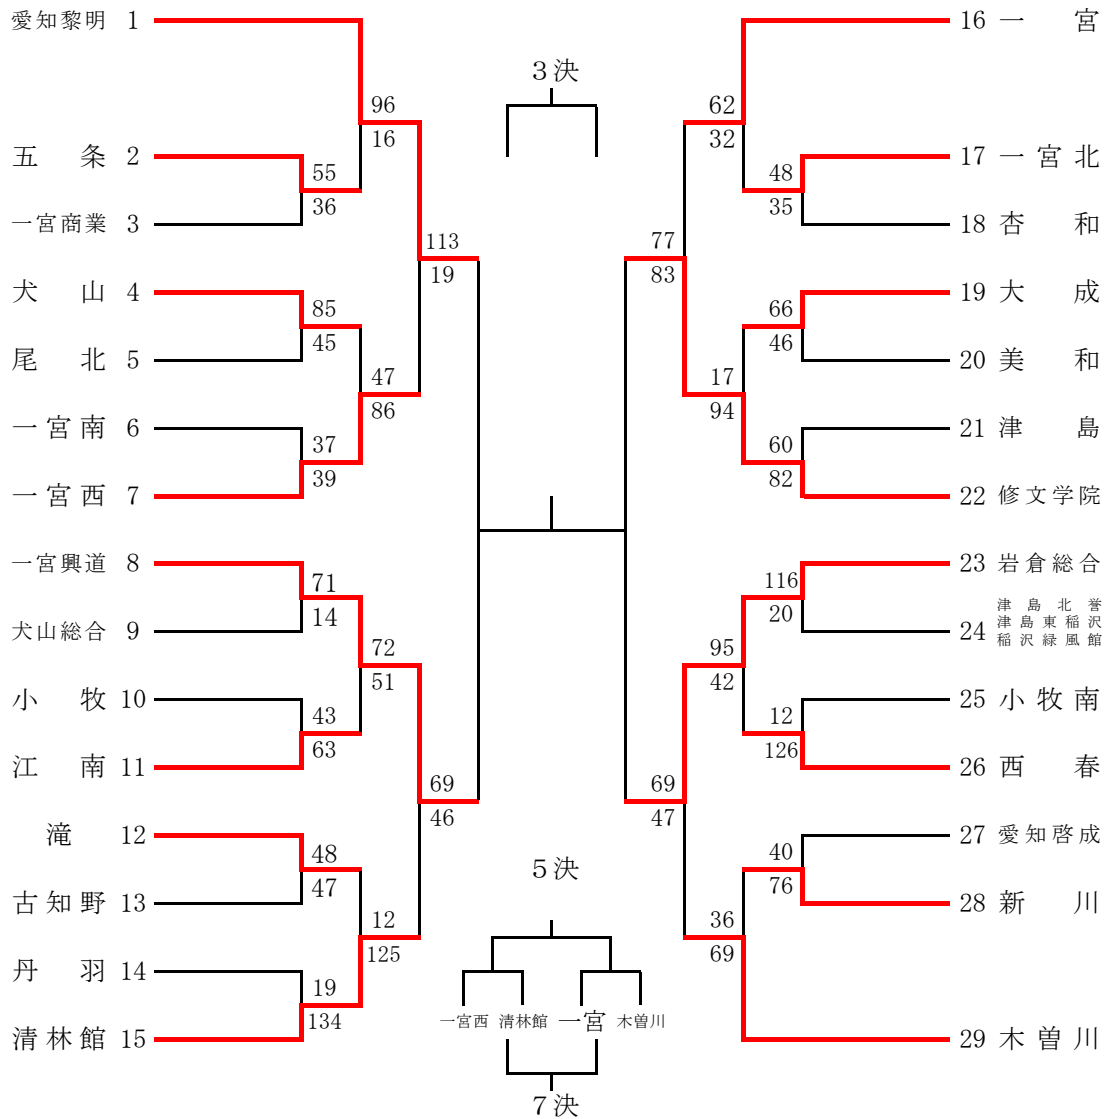 愛知黎明 1
五条 2
一宮商業 3
犬山 4
尾北 5
一宮南 6
一宮西 7
一宮興道 8
犬山総合 9
小牧 10
江南 11
滝 12
古知野 13
丹羽 14
清林館 15
96
16
55
36
113
19
85
45
47
86
37
39
71
14
72
51
43
63
69
46
48
47
12
125
19
134
3決
5決
一宮西 清林館 一宮 木曽川
7決
62
32
48
35
77
83
66
46
17
94
60
82
116
20
95
42
12
126
69
47
40
76
36
69
16 一宮
17 一宮北
18 杏和
19 大成
20 美和
21 津島
22 修文学院
23 岩倉総合
24 津島北誉
津島東稲沢
稲沢緑風館
25 小牧南
26 西春
27 愛知啓成
28 新川
29 木曽川